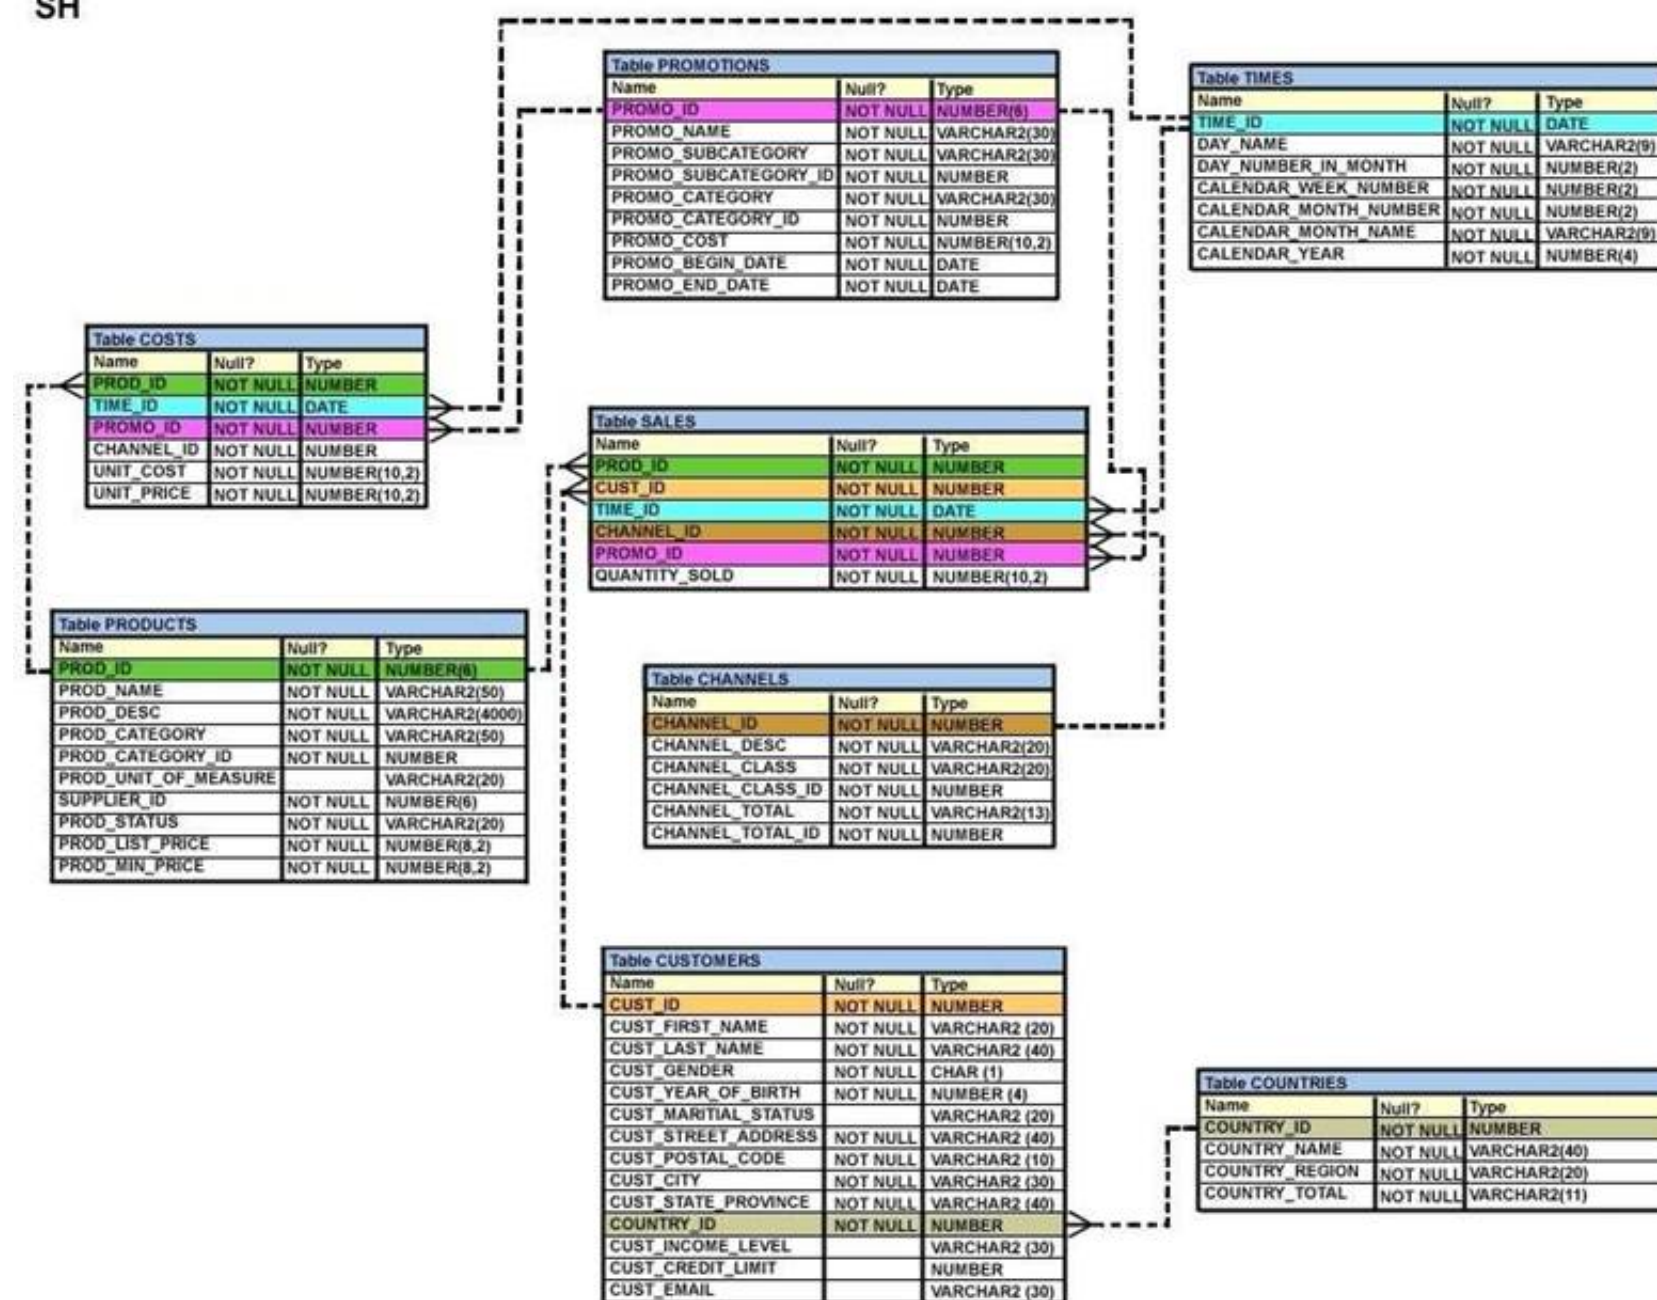 SH
Table PROMOTIONS
Name Null? Type
PROMO_ID NOT NULL NUMBER(6)
PROMO_NAME NOT NULL VARCHAR2(30)
PROMO_SUBCATEGORY NOT NULL VARCHAR2(30)
PROMO_SUBCATEGORY_ID NOT NULL NUMBER
PROMO_CATEGORY NOT NULL VARCHAR2(30)
PROMO_CATEGORY_ID NOT NULL NUMBER
PROMO_COST NOT NULL NUMBER(10,2)
PROMO_BEGIN_DATE NOT NULL DATE
PROMO_END_DATE NOT NULL DATE
Table TIMES
Name Null? Type
TIME_ID NOT NULL DATE
DAY_NAME NOT NULL VARCHAR2(9)
DAY_NUMBER_IN_MONTH NOT NULL NUMBER(2)
CALENDAR_WEEK_NUMBER NOT NULL NUMBER(2)
CALENDAR_MONTH_NUMBER NOT NULL NUMBER(2)
CALENDAR_MONTH_NAME NOT NULL VARCHAR2(9)
CALENDAR_YEAR NOT NULL NUMBER(4)
Table COSTS
Name Null? Type
PROD_ID NOT NULL NUMBER
TIME_ID NOT NULL DATE
PROMO_ID NOT NULL NUMBER
CHANNEL_ID NOT NULL NUMBER
UNIT_COST NOT NULL NUMBER(10,2)
UNIT_PRICE NOT NULL NUMBER(10,2)
Table SALES
Name Null? Type
PROD_ID NOT NULL NUMBER
CUST_ID NOT NULL NUMBER
TIME_ID NOT NULL DATE
CHANNEL_ID NOT NULL NUMBER
PROMO_ID NOT NULL NUMBER
QUANTITY_SOLD NOT NULL NUMBER(10,2)
Table PRODUCTS
Name Null? Type
PROD_ID NOT NULL NUMBER(6)
PROD_NAME NOT NULL VARCHAR2(50)
PROD_DESC NOT NULL VARCHAR2(4000)
PROD_CATEGORY NOT NULL VARCHAR2(50)
PROD_CATEGORY_ID NOT NULL NUMBER
PROD_UNIT_OF_MEASURE VARCHAR2(20)
SUPPLIER_ID NOT NULL NUMBER(6)
PROD_STATUS NOT NULL VARCHAR2(20)
PROD_LIST_PRICE NOT NULL NUMBER(8,2)
PROD_MIN_PRICE NOT NULL NUMBER(8,2)
Table CHANNELS
Name Null? Type
CHANNEL_ID NOT NULL NUMBER
CHANNEL_DESC NOT NULL VARCHAR2(20)
CHANNEL_CLASS NOT NULL VARCHAR2(20)
CHANNEL_CLASS_ID NOT NULL NUMBER
CHANNEL_TOTAL NOT NULL VARCHAR2(13)
CHANNEL_TOTAL_ID NOT NULL NUMBER
Table CUSTOMERS
Name Null? Type
CUST_ID NOT NULL NUMBER
CUST_FIRST_NAME NOT NULL VARCHAR2 (20)
CUST_LAST_NAME NOT NULL VARCHAR2 (40)
CUST_GENDER NOT NULL CHAR (1)
CUST_YEAR_OF_BIRTH NOT NULL NUMBER (4)
CUST_MARITIAL_STATUS VARCHAR2 (20)
CUST_STREET_ADDRESS NOT NULL VARCHAR2 (40)
CUST_POSTAL_CODE NOT NULL VARCHAR2 (10)
CUST_CITY NOT NULL VARCHAR2 (30)
CUST_STATE_PROVINCE NOT NULL VARCHAR2 (40)
COUNTRY_ID NOT NULL NUMBER
CUST_INCOME_LEVEL VARCHAR2 (30)
CUST_CREDIT_LIMIT NUMBER
CUST_EMAIL VARCHAR2 (30)
Table COUNTRIES
Name Null? Type
COUNTRY_ID NOT NULL NUMBER
COUNTRY_NAME NOT NULL VARCHAR2(40)
COUNTRY_REGION NOT NULL VARCHAR2(20)
COUNTRY_TOTAL NOT NULL VARCHAR2(11)